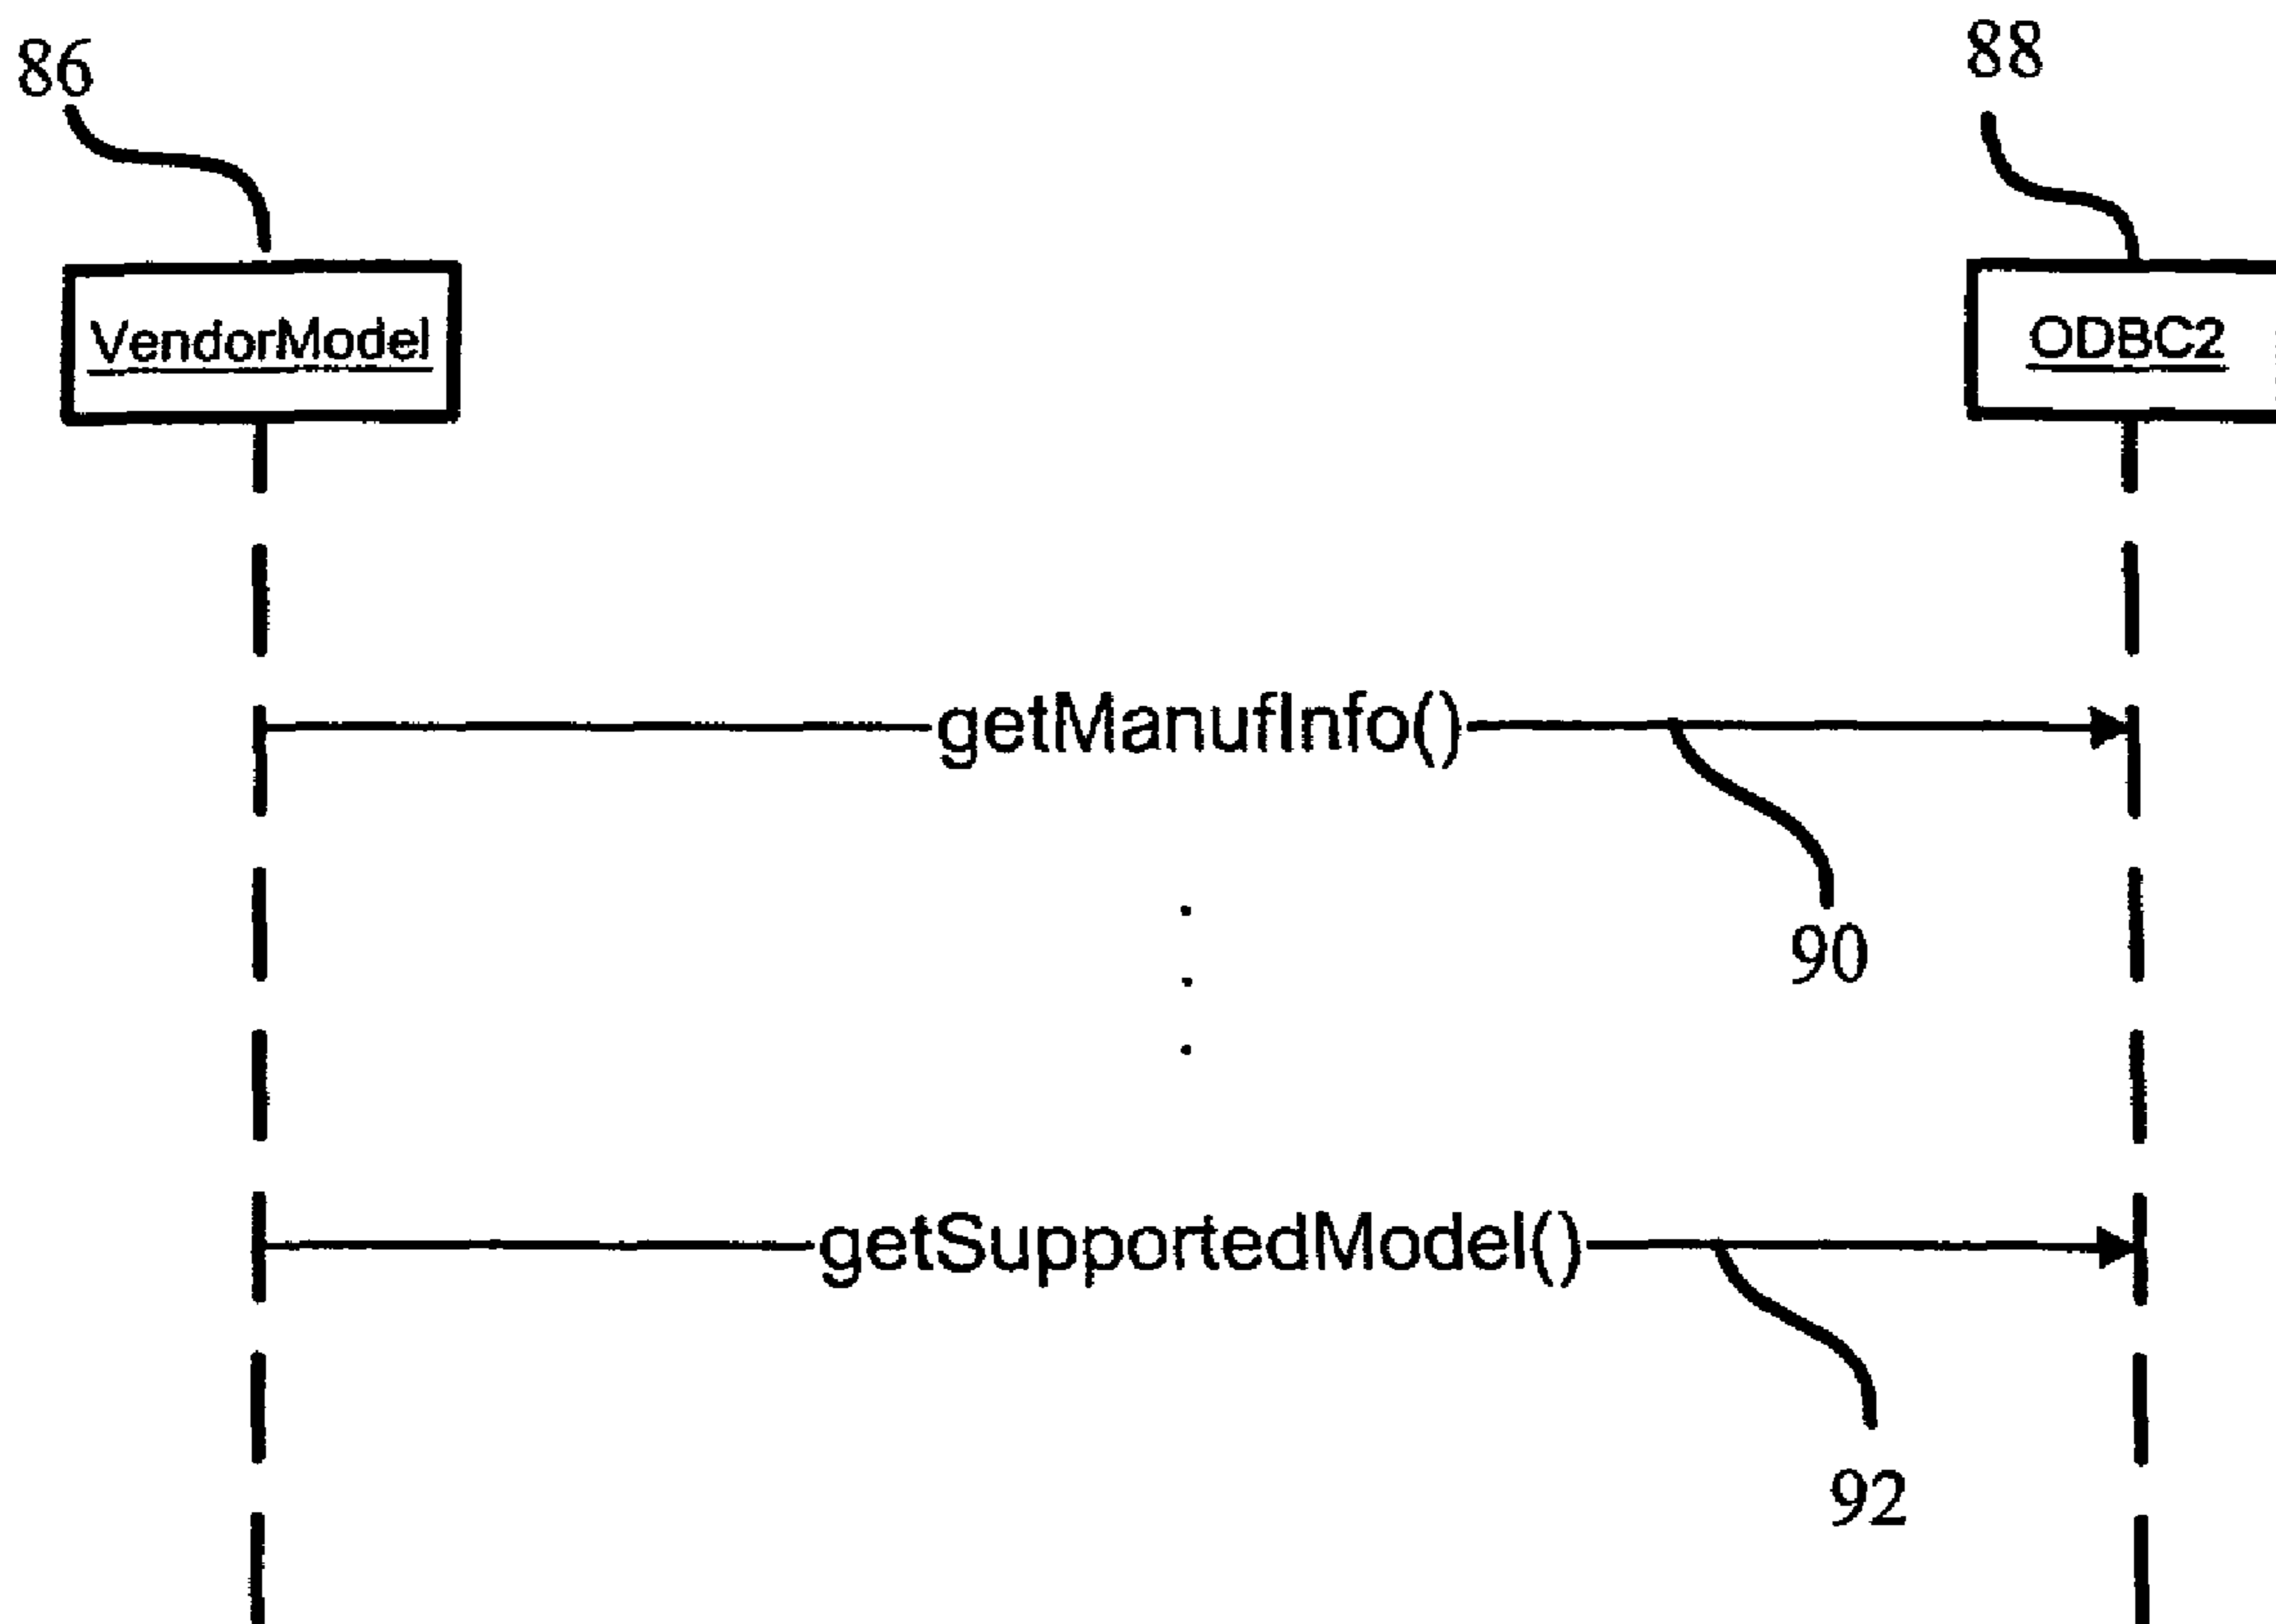 86
88
VendorModel
ODBC2
getManufInfo()
90
getSupportedModel()
92